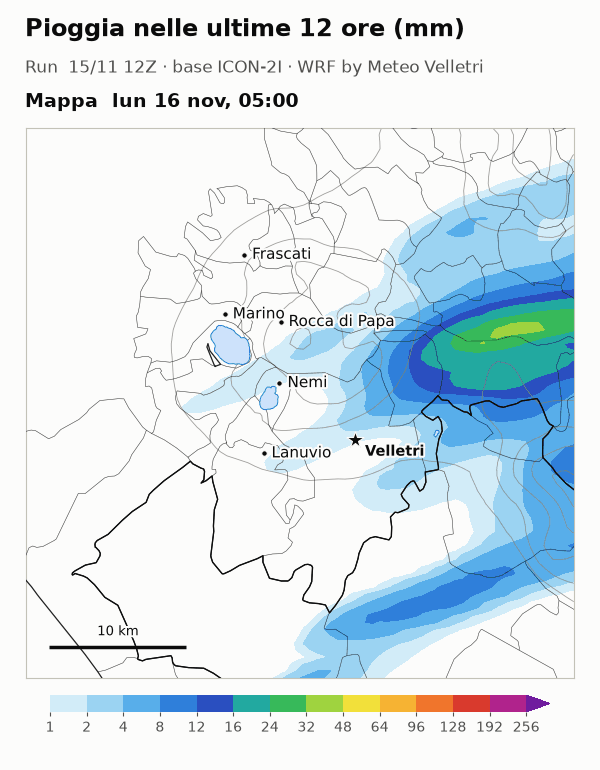 Pioggia nelle ultime 12 ore (mm)
Run  15/11 12Z · base ICON-2I · WRF by Meteo Velletri
Mappa  lun 16 nov, 05:00
Frascati
Marino
Rocca di Papa
Nemi
Velletri
Lanuvio
10 km
1 2 4 8 12 16 24 32 48 64 96 128 192 256